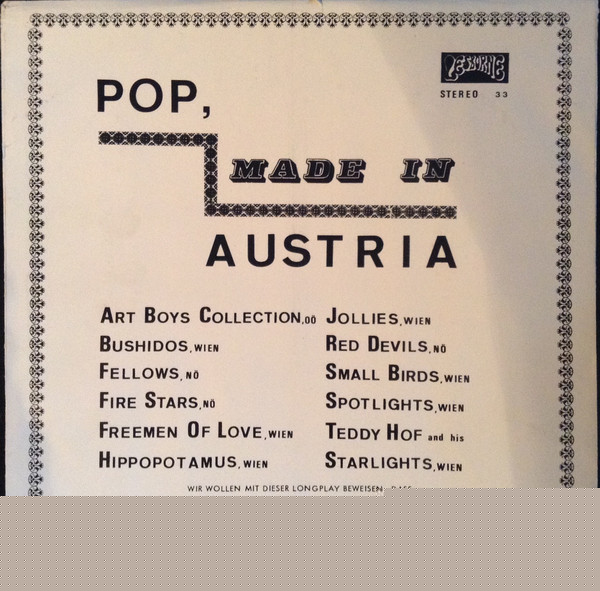 LESBORNE
STEREO 33
POP,
MADE IN
AUSTRIA
ART BOYS COLLECTION,OÖ
BUSHIDOS,WIEN
FELLOWS,NÖ
FIRE STARS,NÖ
FREEMEN OF LOVE,WIEN
HIPPOPOTAMUS,WIEN
JOLLIES,WIEN
RED DEVILS,NÖ
SMALL BIRDS,WIEN
SPOTLIGHTS,WIEN
TEDDY HOF and his
STARLIGHTS,WIEN
WIR WOLLEN MIT DIESER LONGPLAY BEWEISEN